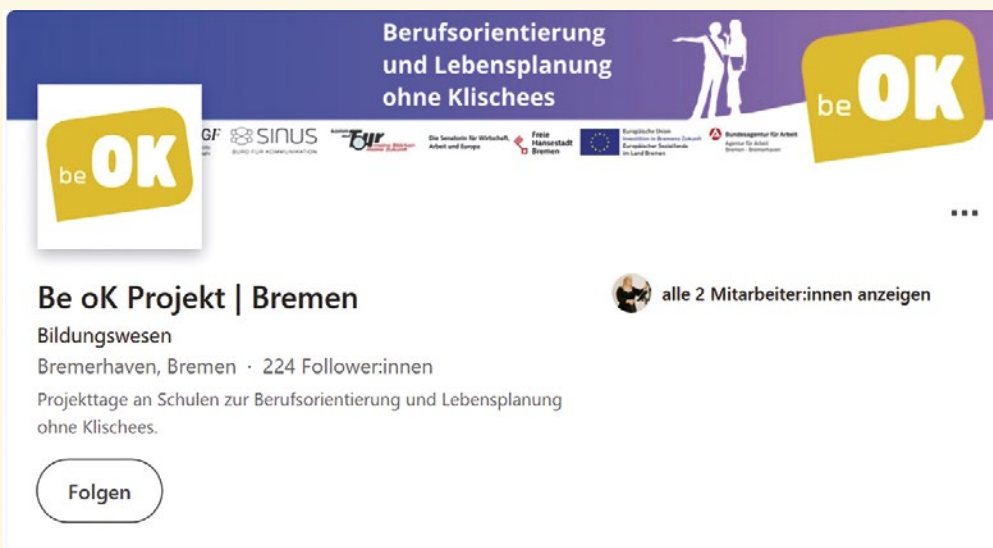 Berufsorientierung
und Lebensplanung
ohne Klischees
be OK
be OK
GF
SINUS
BÜRO FÜR KOMMUNIKATION
Tour
Die Senatorin für Wirtschaft,
Arbeit und Europa
Freie
Hansestadt
Bremen
Europäische Union
Investition in Bremens Zukunft
Europäischer Sozialfonds
im Land Bremen
Bundesagentur für Arbeit
Agentur für Arbeit
Bremen - Bremerhaven
Be oK Projekt | Bremen
Bildungswesen
Bremerhaven, Bremen · 224 Follower:innen
Projekttage an Schulen zur Berufsorientierung und Lebensplanung
ohne Klischees.
Folgen
alle 2 Mitarbeiter:innen anzeigen